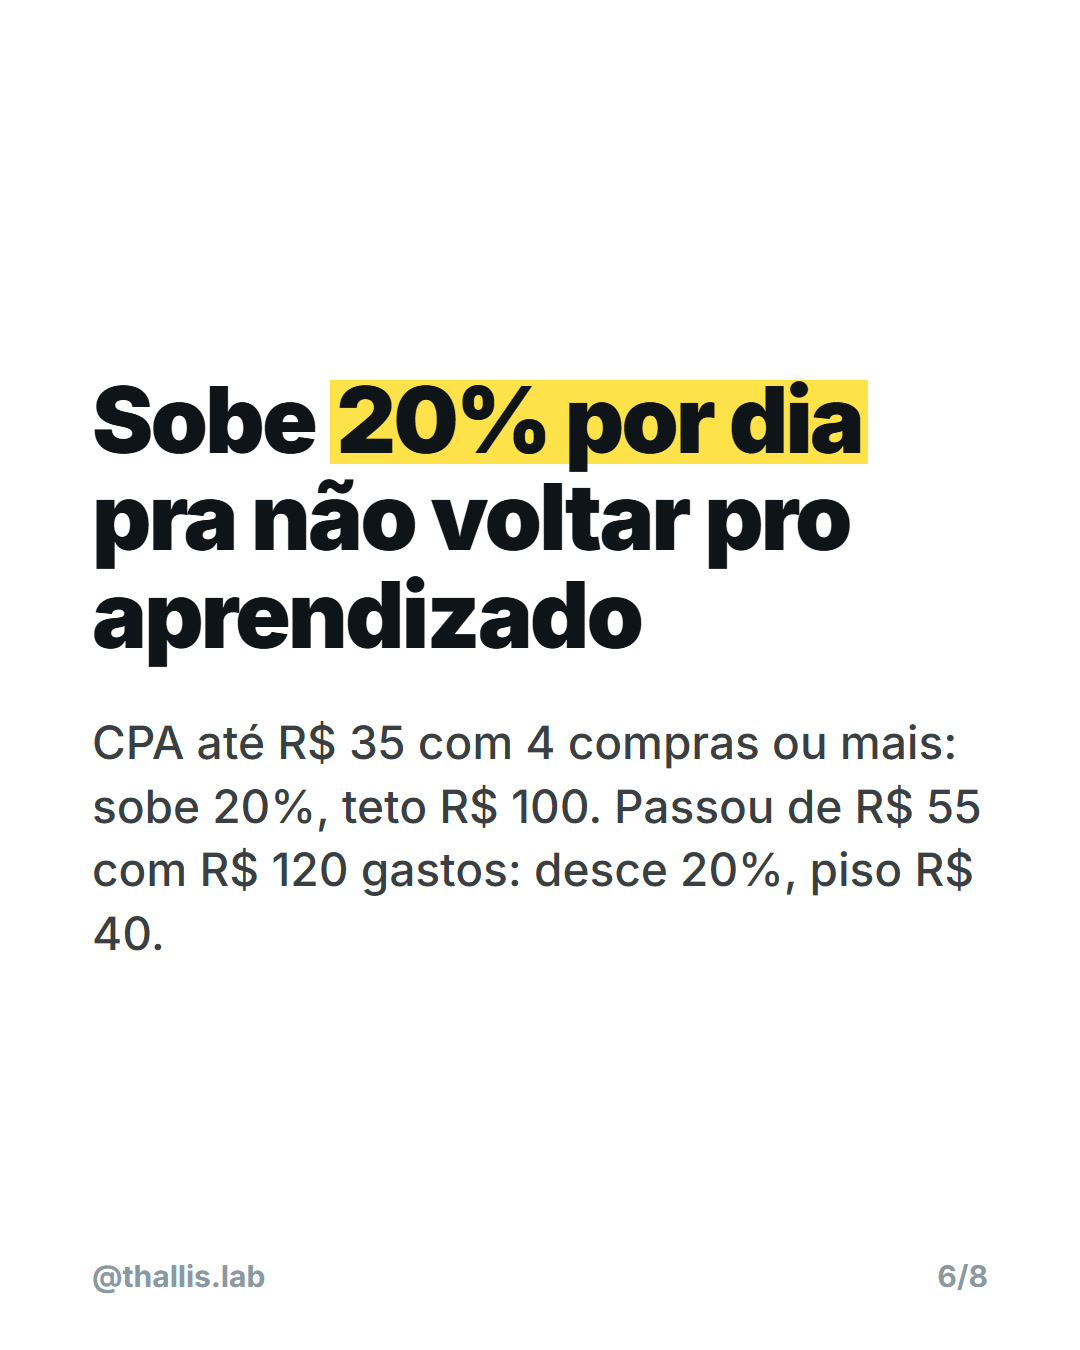 Sobe 20% por dia
pra não voltar pro
aprendizado
CPA até R$ 35 com 4 compras ou mais:
sobe 20%, teto R$ 100. Passou de R$ 55
com R$ 120 gastos: desce 20%, piso R$
40.
@thallis.lab
6/8